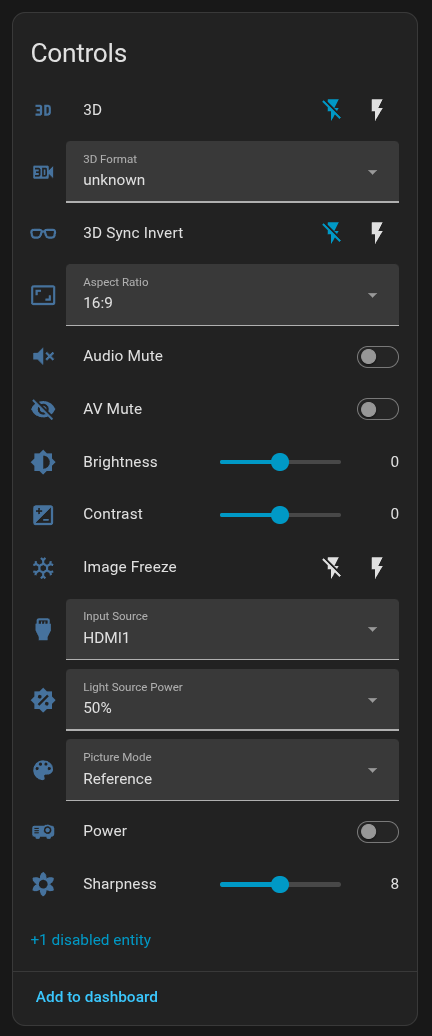 Controls
3D
3D
3D
3D Format
unknown
3D Sync Invert
Aspect Ratio
16:9
Audio Mute
AV Mute
Brightness
0
Contrast
0
Image Freeze
Input Source
HDMI1
Light Source Power
50%
Picture Mode
Reference
Power
Sharpness
8
+1 disabled entity
Add to dashboard